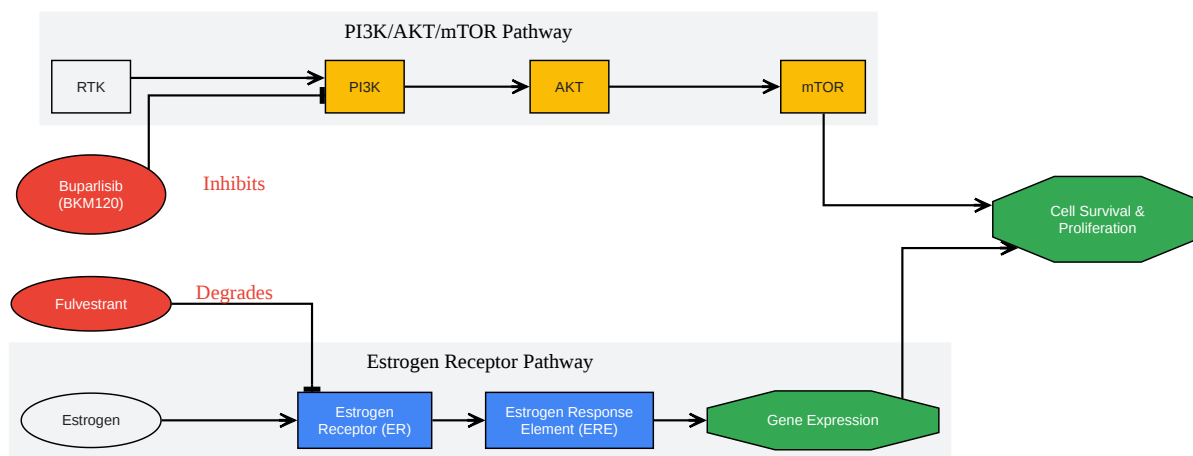 PI3K/AKT/mTOR Pathway
RTK
PI3K
AKT
mTOR
Buparlisib
(BKM120)
Inhibits
Cell Survival &
Proliferation
Fulvestrant
Degrades
Estrogen Receptor Pathway
Estrogen
Estrogen
Receptor (ER)
Estrogen Response
Element (ERE)
Gene Expression